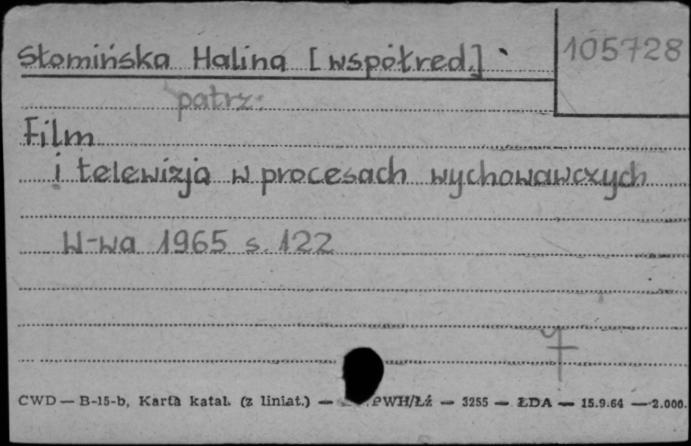 Słomińska Halina [współred.]
105728
patrz:
Film
i telewizja w procesach wychowawczych
W-wa 1965 s. 122
CWD — B-15-b, Karta katal. (z liniat.) — PWH/Łź — 3255 — ŁDA — 15.9.64 — 2.000.